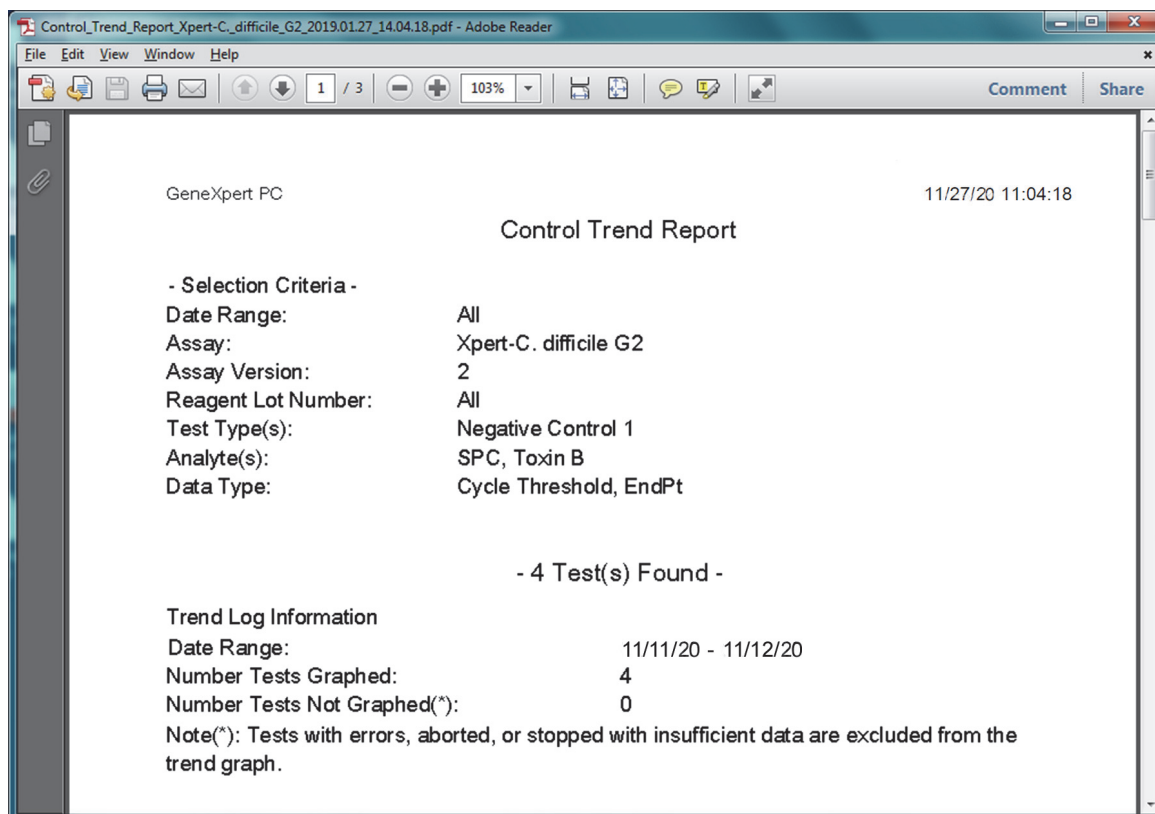 Control_Trend_Report_Xpert-C._difficile_G2_2019.01.27_14.04.18.pdf - Adobe Reader
File Edit View Window Help
1 / 3 103% Comment Share
GeneXpert PC 11/27/20 11:04:18
Control Trend Report
- Selection Criteria -
Date Range: All
Assay: Xpert-C. difficile G2
Assay Version: 2
Reagent Lot Number: All
Test Type(s): Negative Control 1
Analyte(s): SPC, Toxin B
Data Type: Cycle Threshold, EndPt
- 4 Test(s) Found -
Trend Log Information
Date Range: 11/11/20 - 11/12/20
Number Tests Graphed: 4
Number Tests Not Graphed(*): 0
Note(*): Tests with errors, aborted, or stopped with insufficient data are excluded from the
trend graph.